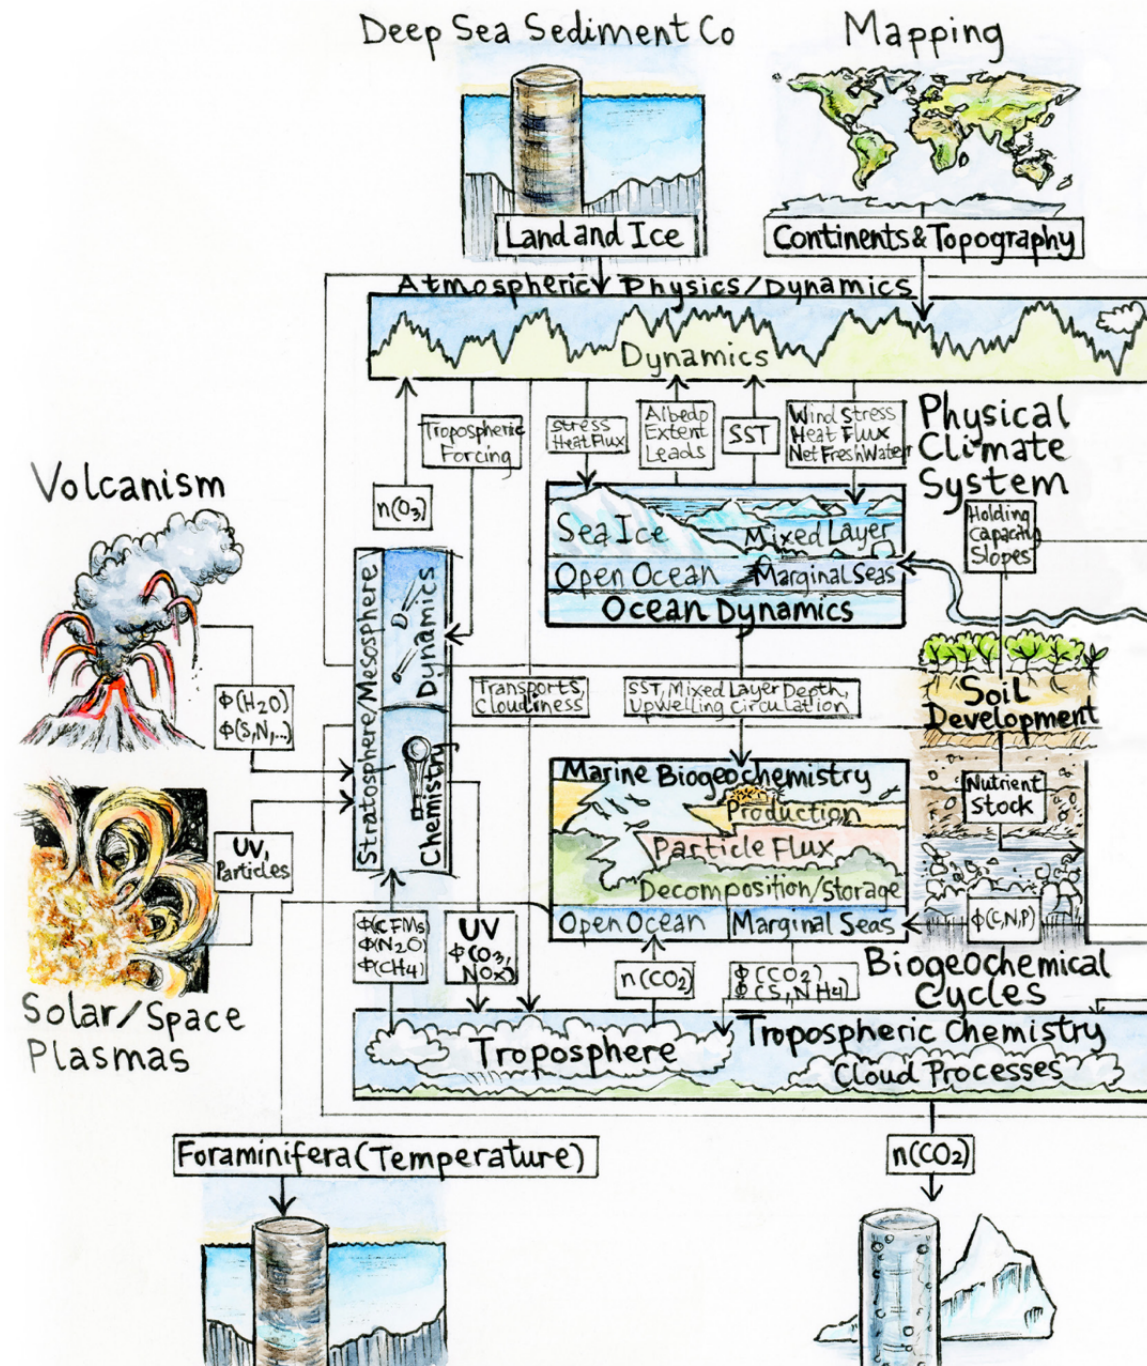 Deep Sea Sediment Co
Mapping
Land and Ice
Continents & Topography
Atmospheric Physics/Dynamics
Dynamics
Tropospheric
Forcing
Stress
Heat Flux
Albedo
Extent
Leads
SST
Wind Stress
Heat Flux
Net Fresh Water
Physical
Climate
System
Volcanism
n(O3)
Holding
Capacity
Slopes
Sea Ice
Mixed Layer
Open Ocean
Marginal Seas
Ocean Dynamics
Stratosphere/Mesosphere
Dynamics
Chemistry
Φ(H2O)
Φ(S,N,...)
Transports,
Cloudiness
SST, Mixed Layer Depth,
Upwelling Circulation
Soil
Development
Marine Biogeochemistry
Production
Particle Flux
Decomposition/Storage
Open Ocean
Marginal Seas
Nutrient
Stock
UV,
Particles
Φ(CFMs)
Φ(N2O)
Φ(CH4)
UV
Φ(O3,
NOx)
n(CO2)
Φ(CO2)
Φ(S,NH4)
Φ(C,N,P)
Biogeochemical
Cycles
Solar/Space
Plasmas
Troposphere
Tropospheric Chemistry
Cloud Processes
Foraminifera (Temperature)
n(CO2)